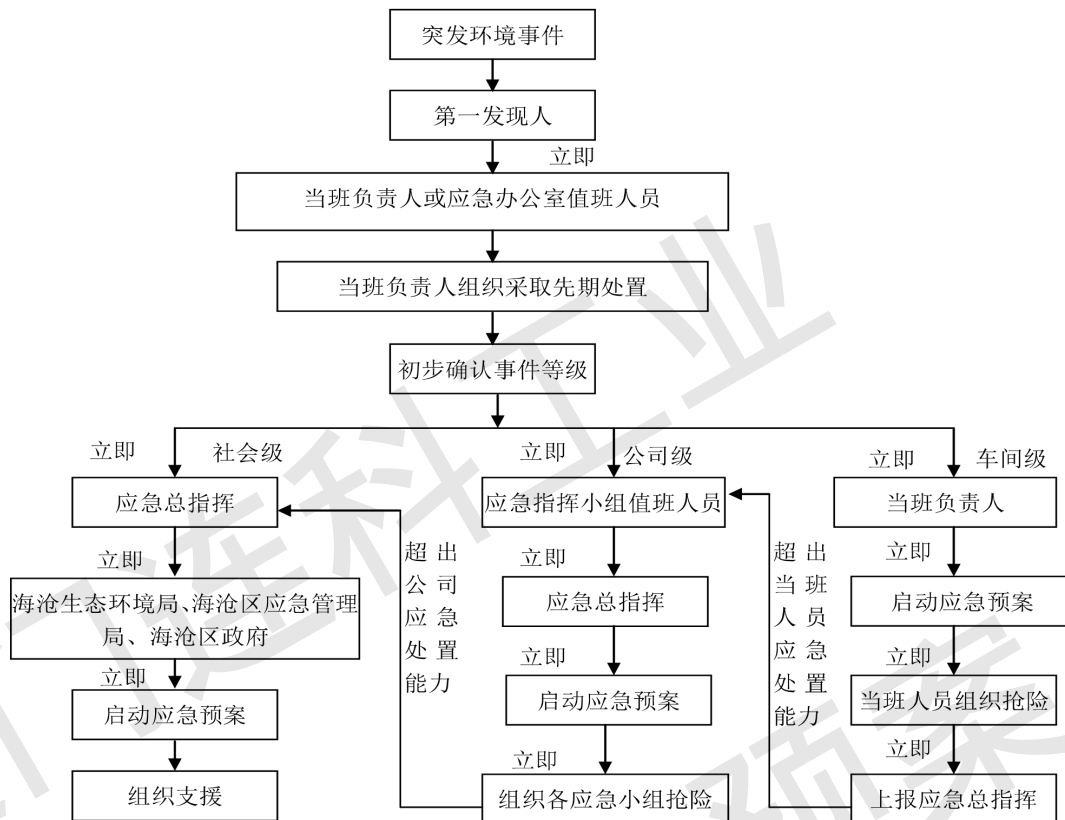 突发环境事件
第一发现人
立即
当班负责人或应急办公室值班人员
当班负责人组织采取先期处置
初步确认事件等级
立即
社会级
立即
公司级
立即
车间级
应急总指挥
应急指挥小组值班人员
当班负责人
立即
超出
公司
应急
处置
能力
立即
超出
当班
人员
应急
处置
能力
立即
海沧生态环境局、海沧区应急管理
局、海沧区政府
应急总指挥
启动应急预案
立即
立即
立即
启动应急预案
启动应急预案
当班人员组织抢险
立即
立即
组织支援
组织各应急小组抢险
上报应急总指挥
门连科工业
预案